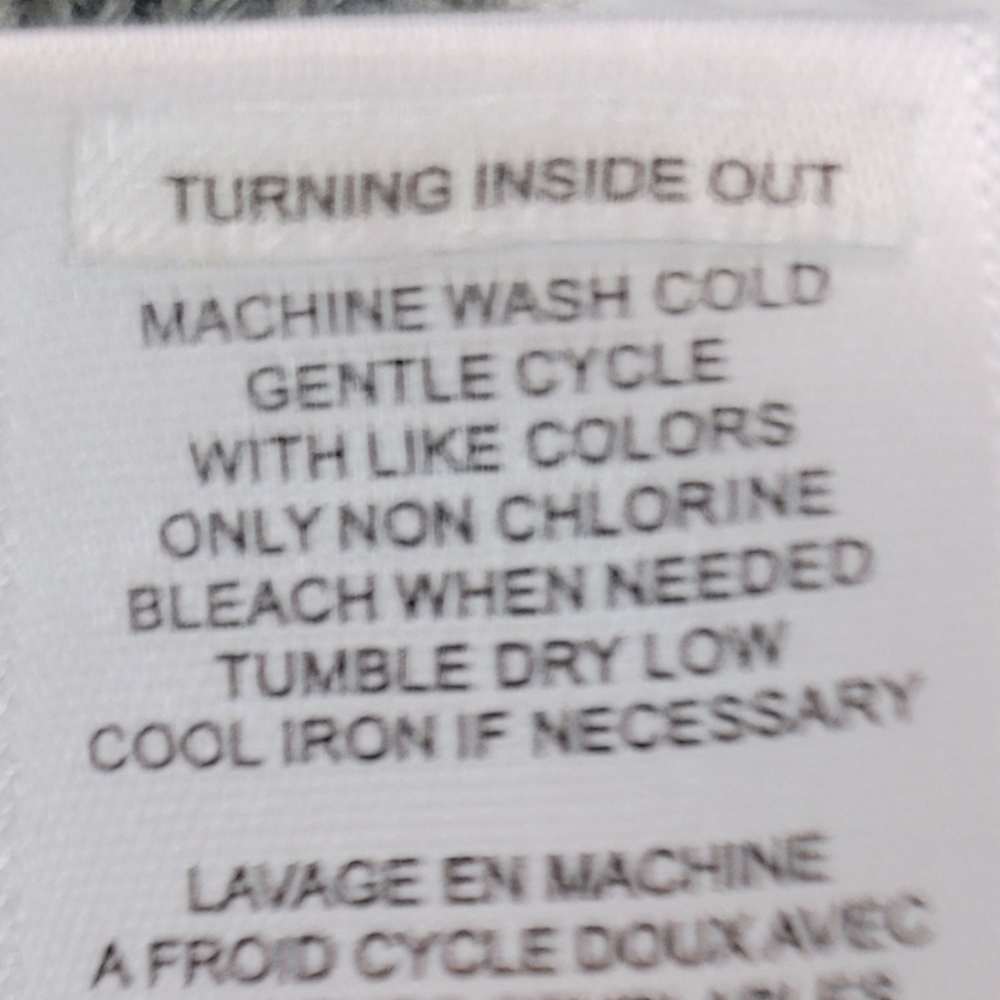 TURNING INSIDE OUT
MACHINE WASH COLD
GENTLE CYCLE
WITH LIKE COLORS
ONLY NON CHLORINE
BLEACH WHEN NEEDED
TUMBLE DRY LOW
COOL IRON IF NECESSARY
LAVAGE EN MACHINE
A FROID CYCLE DOUX AVEC